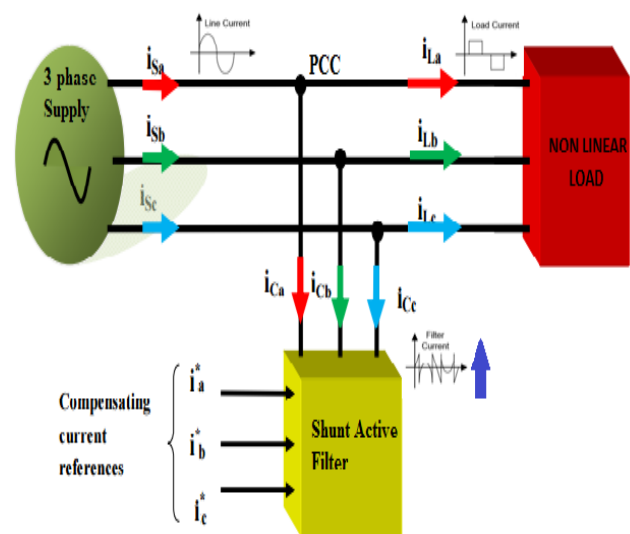 Line Current
Load Current
3 phase
Supply
iSa
PCC
iLa
iSb
iLb
NON LINEAR
LOAD
iSc
iLc
iCa
iCb
iCc
Filter
Current
Compensating
current
references
i*a
i*b
i*c
Shunt Active
Filter